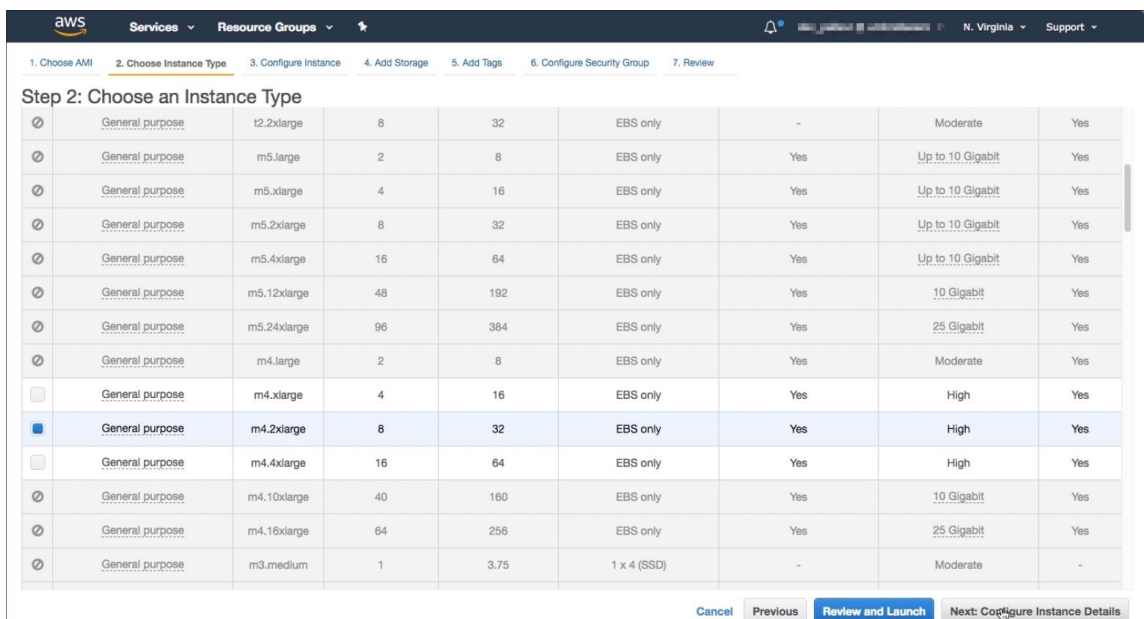 aws Services Resource Groups N. Virginia Support
1. Choose AMI 2. Choose Instance Type 3. Configure Instance 4. Add Storage 5. Add Tags 6. Configure Security Group 7. Review
Step 2: Choose an Instance Type
General purpose t2.2xlarge 8 32 EBS only - Moderate Yes
General purpose m5.large 2 8 EBS only Yes Up to 10 Gigabit Yes
General purpose m5.xlarge 4 16 EBS only Yes Up to 10 Gigabit Yes
General purpose m5.2xlarge 8 32 EBS only Yes Up to 10 Gigabit Yes
General purpose m5.4xlarge 16 64 EBS only Yes Up to 10 Gigabit Yes
General purpose m5.12xlarge 48 192 EBS only Yes 10 Gigabit Yes
General purpose m5.24xlarge 96 384 EBS only Yes 25 Gigabit Yes
General purpose m4.large 2 8 EBS only Yes Moderate Yes
General purpose m4.xlarge 4 16 EBS only Yes High Yes
General purpose m4.2xlarge 8 32 EBS only Yes High Yes
General purpose m4.4xlarge 16 64 EBS only Yes High Yes
General purpose m4.10xlarge 40 160 EBS only Yes 10 Gigabit Yes
General purpose m4.16xlarge 64 256 EBS only Yes 25 Gigabit Yes
General purpose m3.medium 1 3.75 1 x 4 (SSD) - Moderate -
Cancel Previous Review and Launch Next: Configure Instance Details